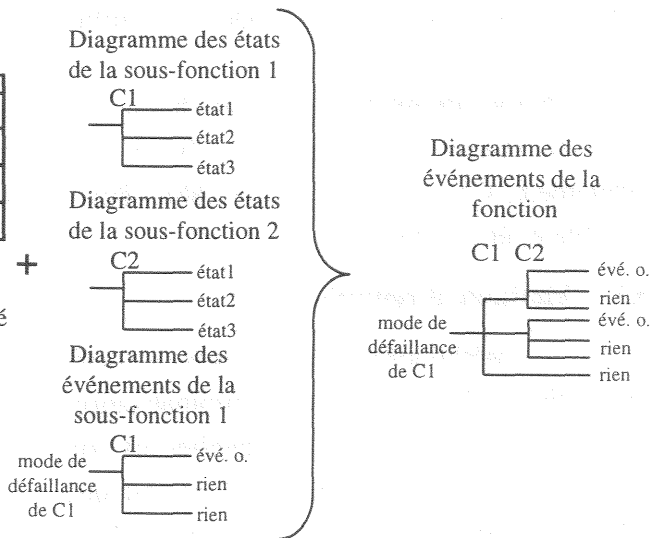 Diagramme des états
de la sous-fonction 1
C1
état1
état2
état3
Diagramme des états
de la sous-fonction 2
+
C2
état1
état2
é
état3
Diagramme des
événements de la
sous-fonction 1
C1
mode de
défaillance
de C1
évé. o.
rien
rien
Diagramme des
événements de la
fonction
C1 C2
mode de
défaillance
de C1
évé. o.
rien
évé. o.
rien
rien